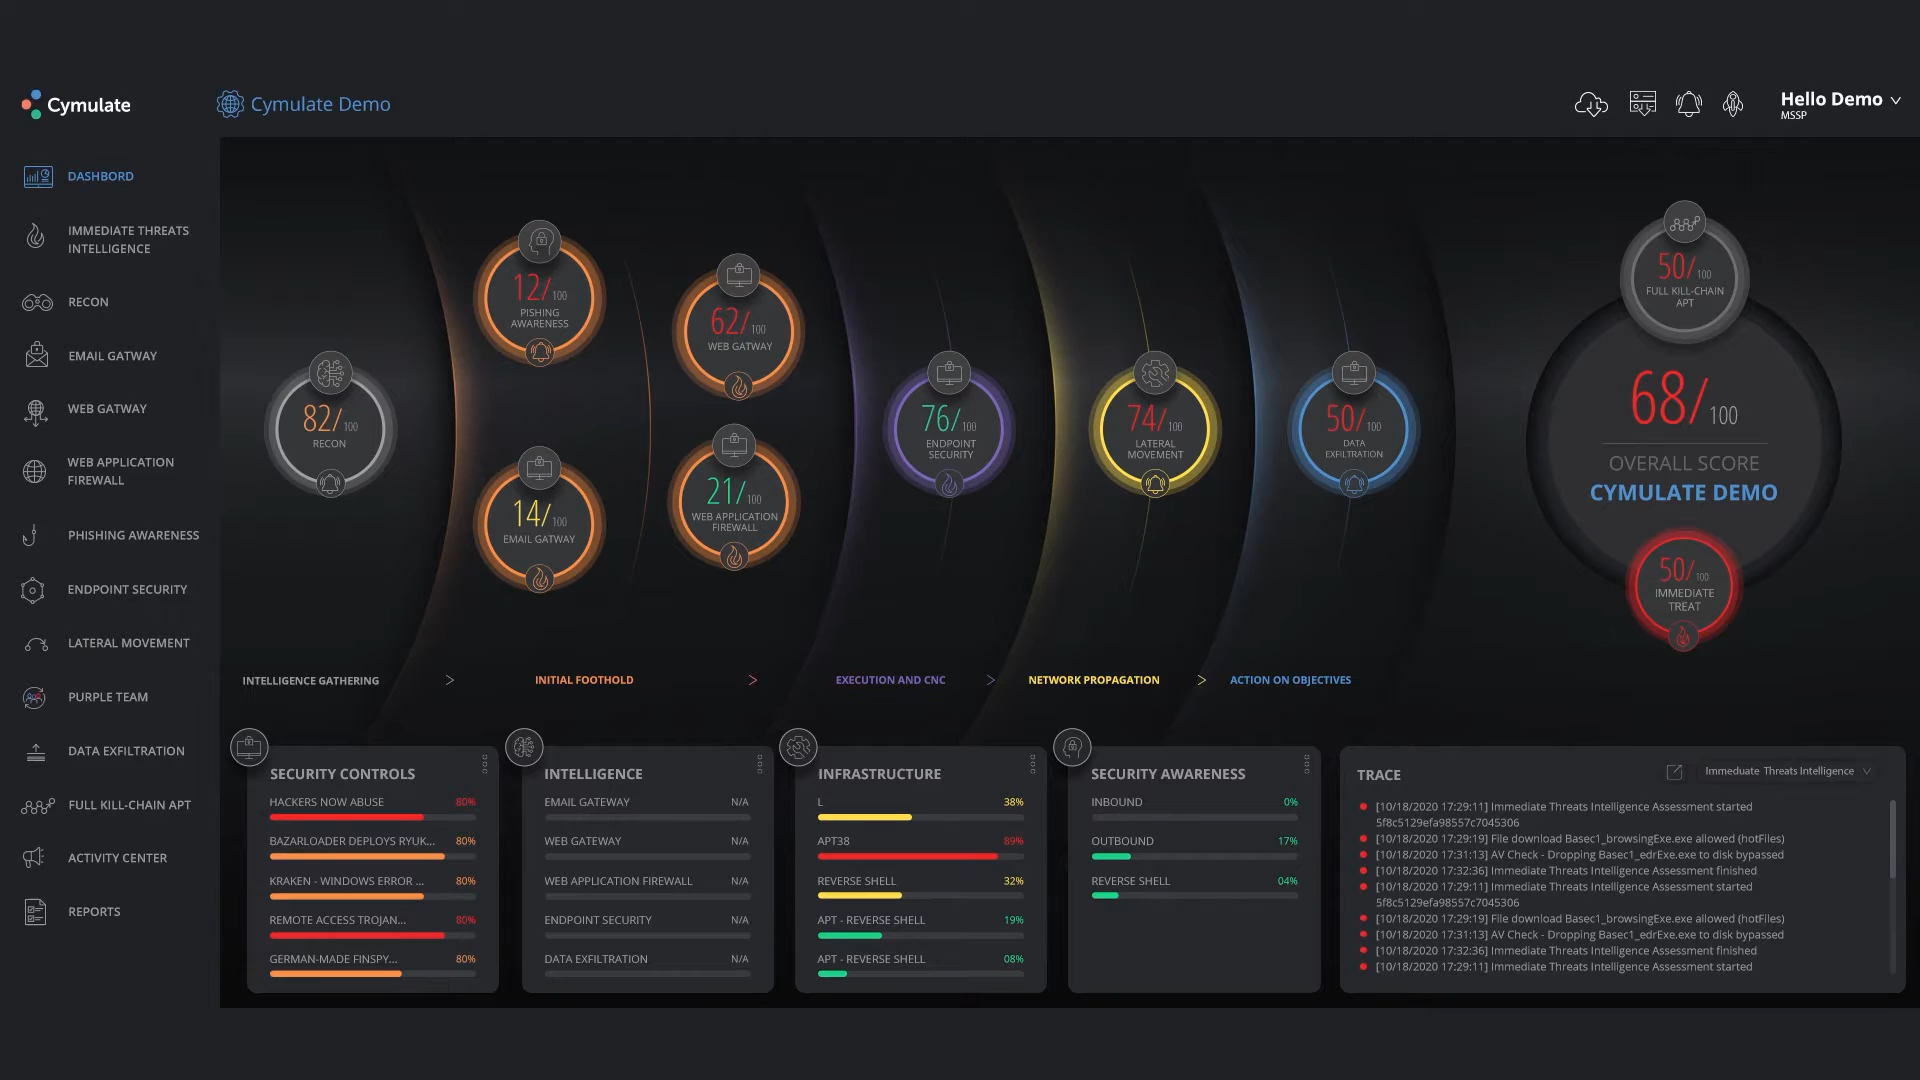 Cymulate
Cymulate Demo
Hello Demo
MSSP
DASHBORD
IMMEDIATE THREATS
INTELLIGENCE
RECON
EMAIL GATWAY
WEB GATWAY
WEB APPLICATION
FIREWALL
PHISHING AWARENESS
ENDPOINT SECURITY
LATERAL MOVEMENT
PURPLE TEAM
DATA EXFILTRATION
FULL KILL-CHAIN APT
ACTIVITY CENTER
REPORTS
82/100
RECON
12/100
PISHING
AWARENESS
14/100
EMAIL GATWAY
62/100
WEB GATWAY
21/100
WEB APPLICATION
FIREWALL
76/100
ENDPOINT
SECURITY
74/100
LATERAL
MOVEMENT
50/100
DATA
EXFILTRATION
50/100
FULL KILL-CHAIN
APT
68/100
OVERALL SCORE
CYMULATE DEMO
50/100
IMMEDIATE
TREAT
INTELLIGENCE GATHERING > INITIAL FOOTHOLD > EXECUTION AND CNC > NETWORK PROPAGATION > ACTION ON OBJECTIVES
SECURITY CONTROLS
HACKERS NOW ABUSE 80%
BAZARLOADER DEPLOYS RYUK... 80%
KRAKEN - WINDOWS ERROR ... 80%
REMOTE ACCESS TROJAN... 80%
GERMAN-MADE FINSPY... 80%
INTELLIGENCE
EMAIL GATEWAY N/A
WEB GATEWAY N/A
WEB APPLICATION FIREWALL N/A
ENDPOINT SECURITY N/A
DATA EXFILTRATION N/A
INFRASTRUCTURE
L 38%
APT38 89%
REVERSE SHELL 32%
APT - REVERSE SHELL 19%
APT - REVERSE SHELL 08%
SECURITY AWARENESS
INBOUND 0%
OUTBOUND 17%
REVERSE SHELL 04%
TRACE
Immeduate Threats Intelligence
[10/18/2020 17:29:11] Immediate Threats Intelligence Assessment started
5f8c5129efa98557c7045306
[10/18/2020 17:29:19] File download Basec1_browsingExe.exe allowed (hotFiles)
[10/18/2020 17:31:13] AV Check - Dropping Basec1_edrExe.exe to disk bypassed
[10/18/2020 17:32:36] Immediate Threats Intelligence Assessment finished
[10/18/2020 17:29:11] Immediate Threats Intelligence Assessment started
5f8c5129efa98557c7045306
[10/18/2020 17:29:19] File download Basec1_browsingExe.exe allowed (hotFiles)
[10/18/2020 17:31:13] AV Check - Dropping Basec1_edrExe.exe to disk bypassed
[10/18/2020 17:32:36] Immediate Threats Intelligence Assessment finished
[10/18/2020 17:29:11] Immediate Threats Intelligence Assessment started